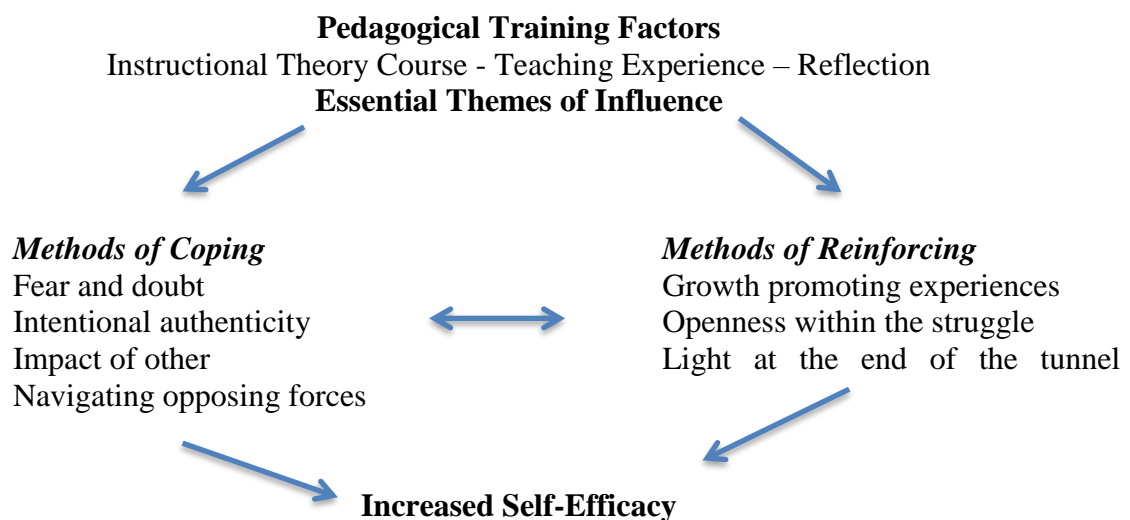 Pedagogical Training Factors
Instructional Theory Course - Teaching Experience – Reflection
Essential Themes of Influence
Methods of Coping
Fear and doubt
Intentional authenticity
Impact of other
Navigating opposing forces
Methods of Reinforcing
Growth promoting experiences
Openness within the struggle
Light at the end of the tunnel
Increased Self-Efficacy